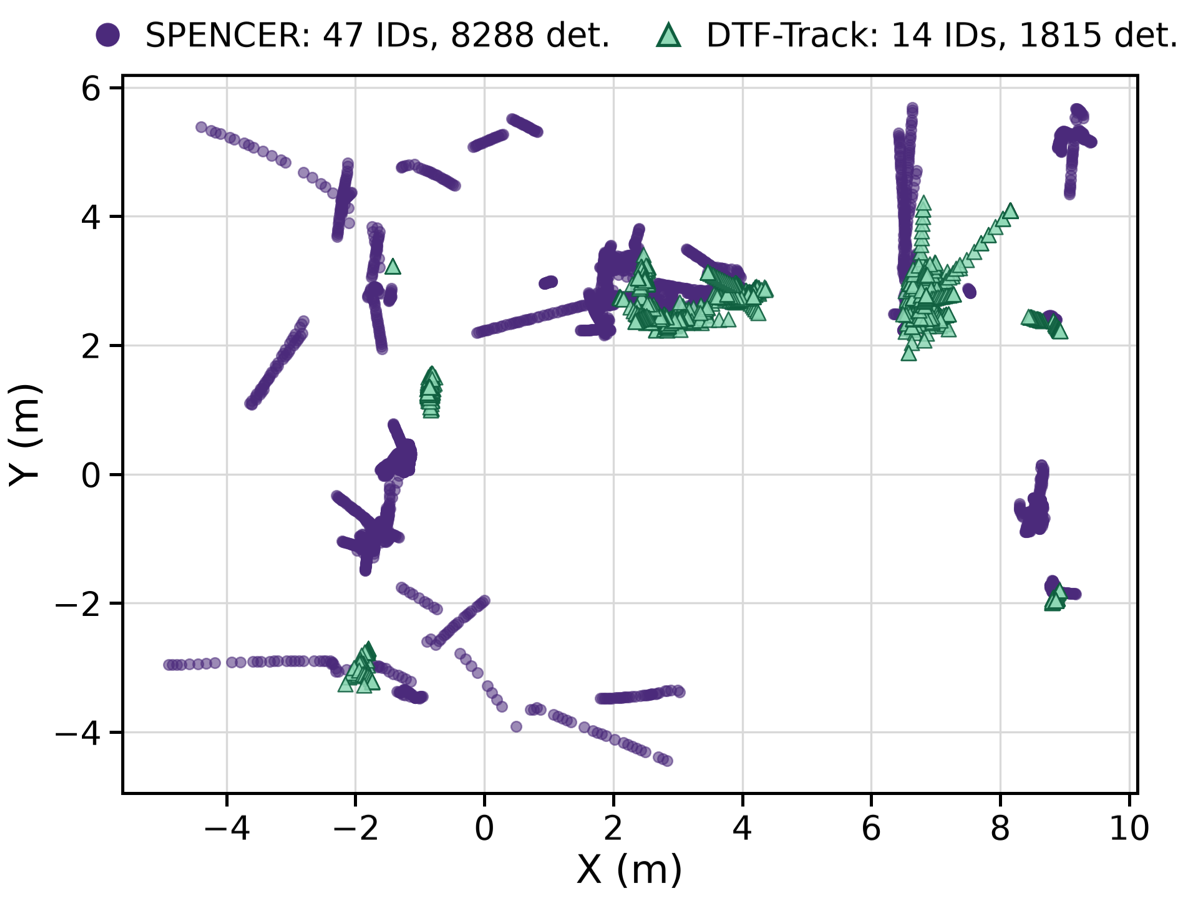 SPENCER: 47 IDs, 8288 det. DTF-Track: 14 IDs, 1815 det.
6
4
2
0
−2
−4
Y (m)
−4 −2 0 2 4 6 8 10
X (m)